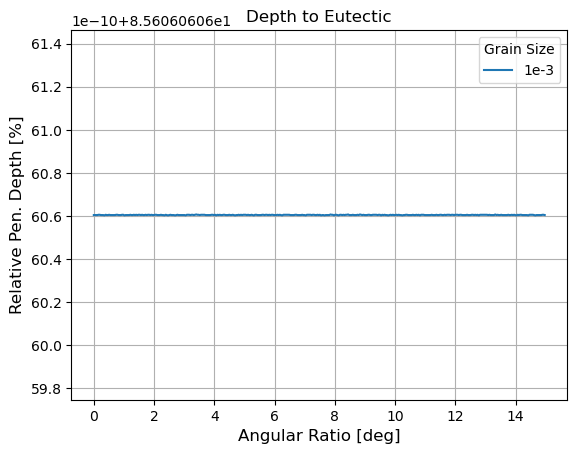 1e-10+8.56060606e1
Depth to Eutectic
Grain Size
1e-3
61.4
61.2
61.0
60.8
60.6
60.4
60.2
60.0
59.8
Relative Pen. Depth [%]
0 2 4 6 8 10 12 14
Angular Ratio [deg]